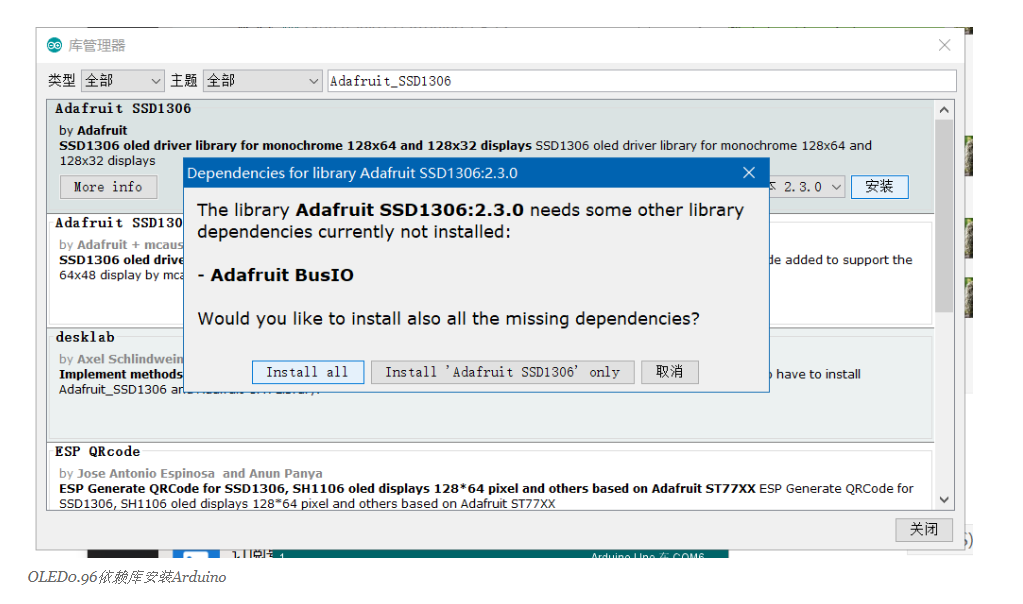 库管理器
类型 全部 主题 全部 Adafruit_SSD1306
Adafruit SSD1306
by Adafruit
SSD1306 oled driver library for monochrome 128x64 and 128x32 displays SSD1306 oled driver library for monochrome 128x64 and
128x32 displays
More info 2.3.0 安装
Dependencies for library Adafruit SSD1306:2.3.0
The library Adafruit SSD1306:2.3.0 needs some other library
dependencies currently not installed:
- Adafruit BusIO
Would you like to install also all the missing dependencies?
Install all Install 'Adafruit SSD1306' only 取消
Adafruit SSD130
by Adafruit + mcaus
SSD1306 oled drive de added to support the
64x48 display by mca
desklab
by Axel Schlindwein
Implement methods have to install
Adafruit_SSD1306 an
ESP QRcode
by Jose Antonio Espinosa and Anun Panya
ESP Generate QRCode for SSD1306, SH1106 oled displays 128*64 pixel and others based on Adafruit ST77XX ESP Generate QRCode for
SSD1306, SH1106 oled displays 128*64 pixel and others based on Adafruit ST77XX
关闭
1 Arduino Uno 在 COM6
OLED0.96依赖库安装Arduino